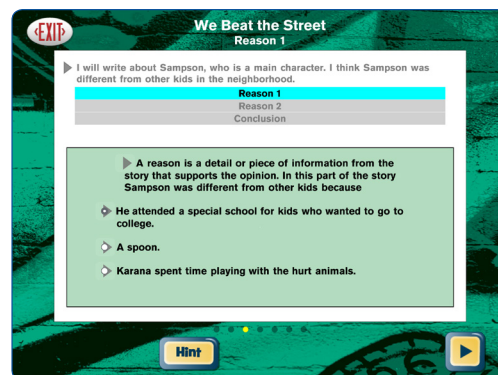 EXIT
We Beat the Street
Reason 1
I will write about Sampson, who is a main character. I think Sampson was
different from other kids in the neighborhood.
Reason 1
Reason 2
Conclusion
A reason is a detail or piece of information from the
story that supports the opinion. In this part of the story
Sampson was different from other kids because
He attended a special school for kids who wanted to go to
college.
A spoon.
Karana spent time playing with the hurt animals.
Hint